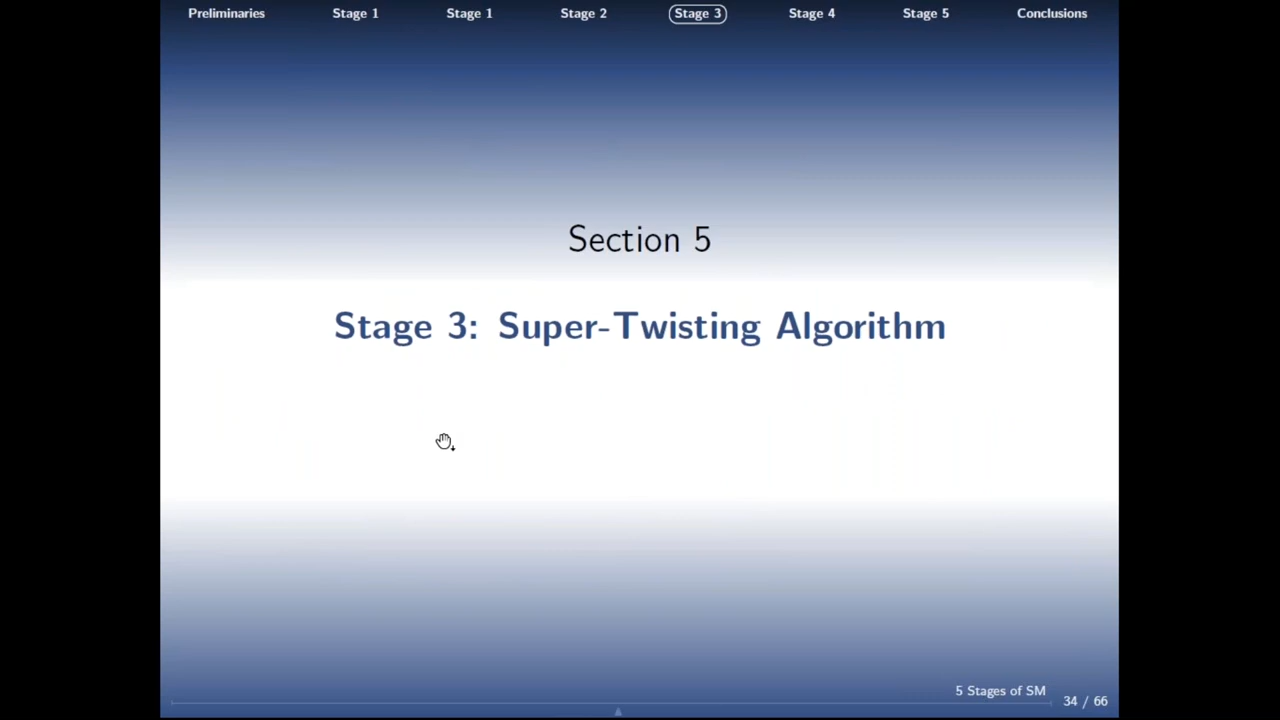 Preliminaries Stage 1 Stage 1 Stage 2 Stage 3 Stage 4 Stage 5 Conclusions
Section 5
Stage 3: Super-Twisting Algorithm
5 Stages of SM
34 / 66